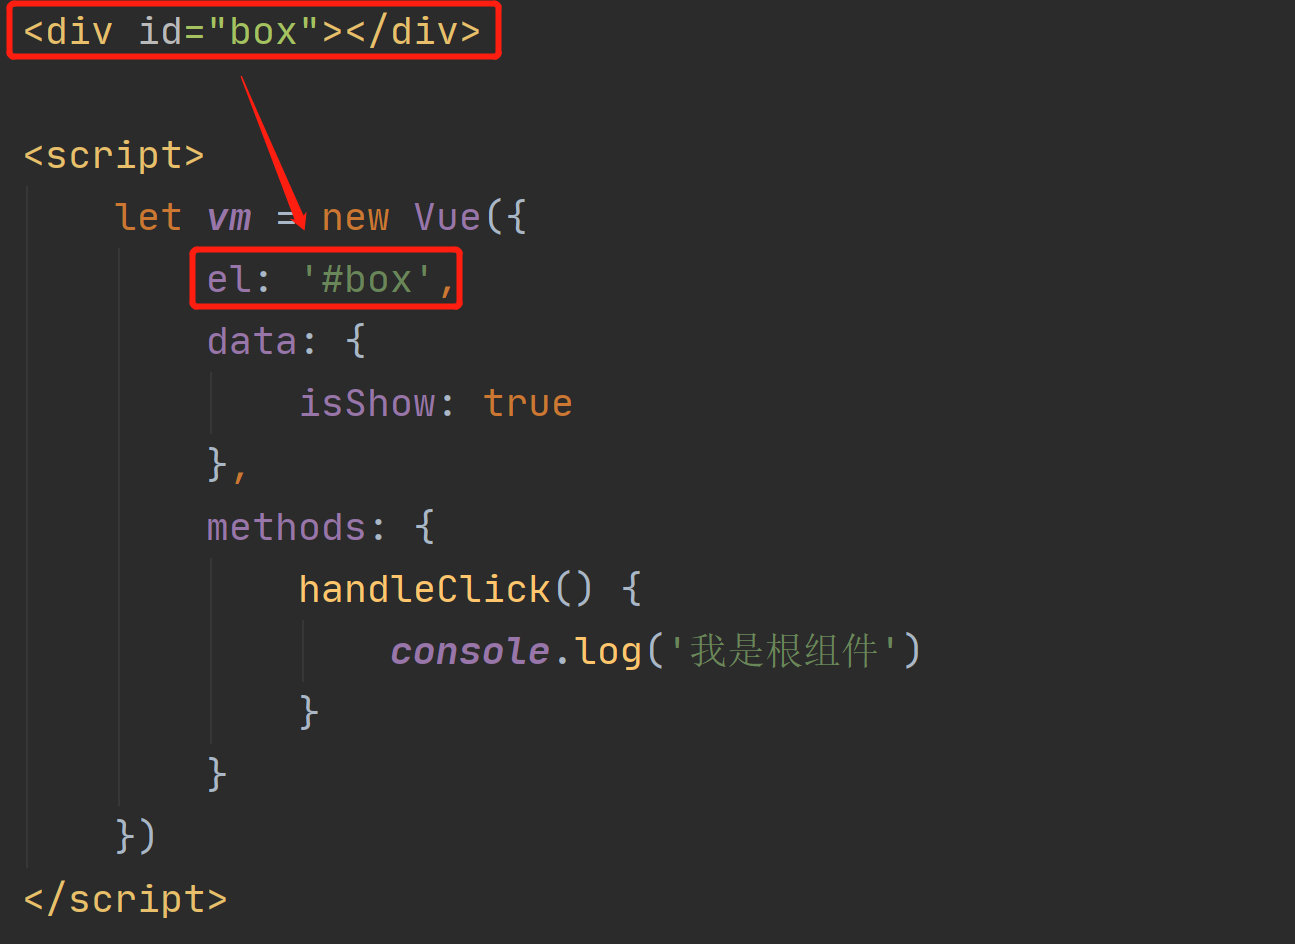 <div id="box"></div>
<script>
let vm = new Vue({
el: '#box',
data: {
isShow: true
},
methods: {
handleClick() {
console.log('我是根组件')
}
}
})
</script>